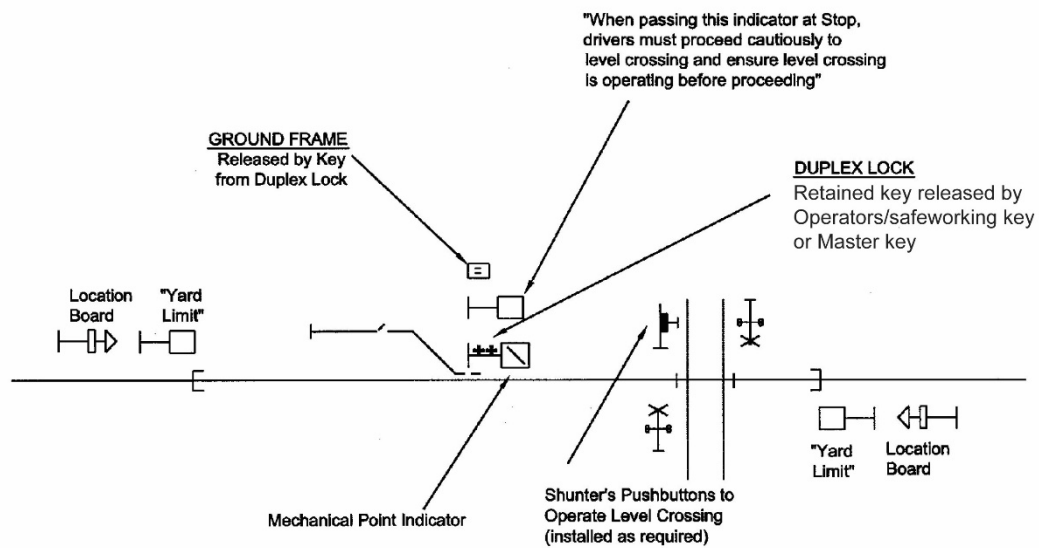 "When passing this indicator at Stop,
drivers must proceed cautiously to
level crossing and ensure level crossing
is operating before proceeding"
GROUND FRAME
Released by Key
from Duplex Lock
DUPLEX LOCK
Retained key released by
Operators/safeworking key
or Master key
Location
Board
"Yard
Limit"
"Yard
Limit"
Location
Board
Mechanical Point Indicator
Shunter's Pushbuttons to
Operate Level Crossing
(installed as required)